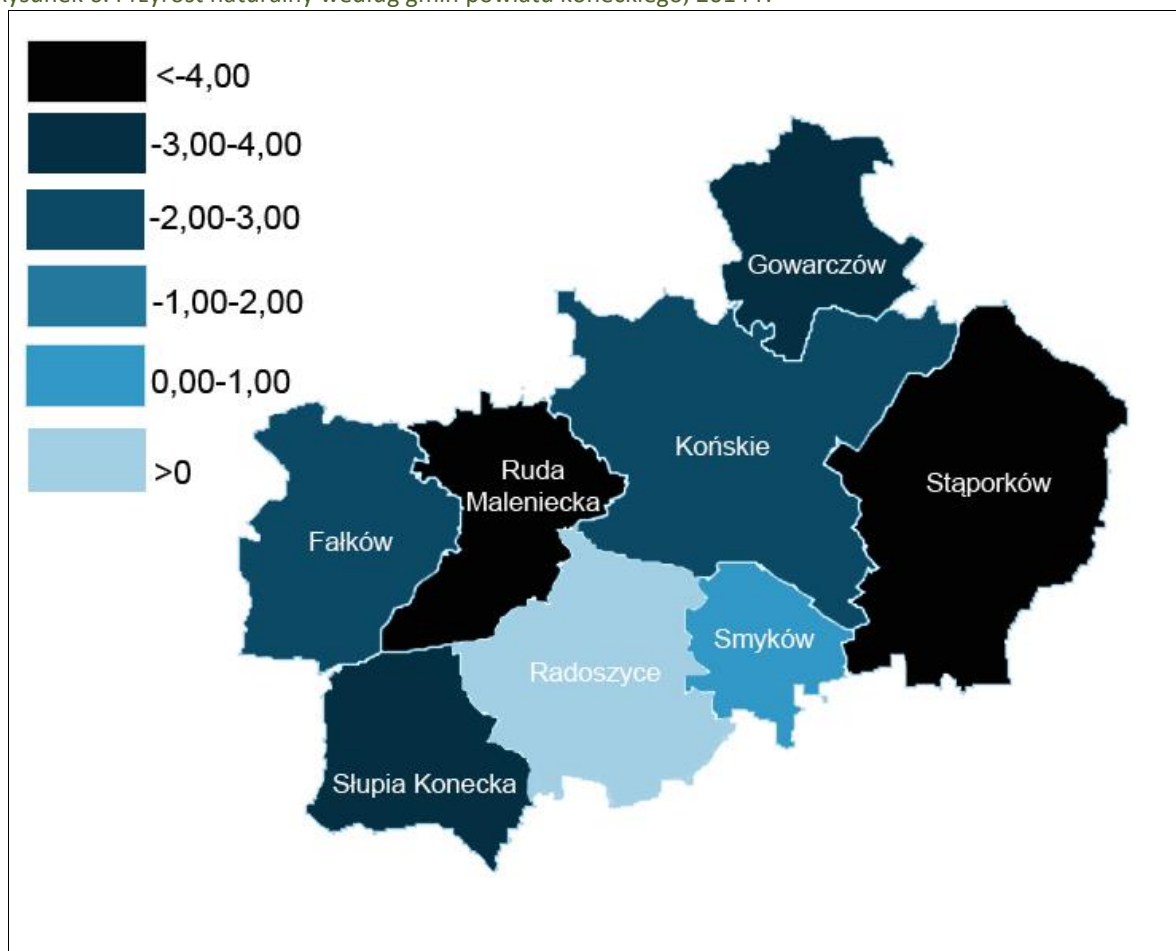 <-4,00
-3,00-4,00
-2,00-3,00
-1,00-2,00
0,00-1,00
>0
Gowarczów
Końskie
Ruda
Maleniecka
Stąporków
Fałków
Smyków
Radoszyce
Słupia Konecka